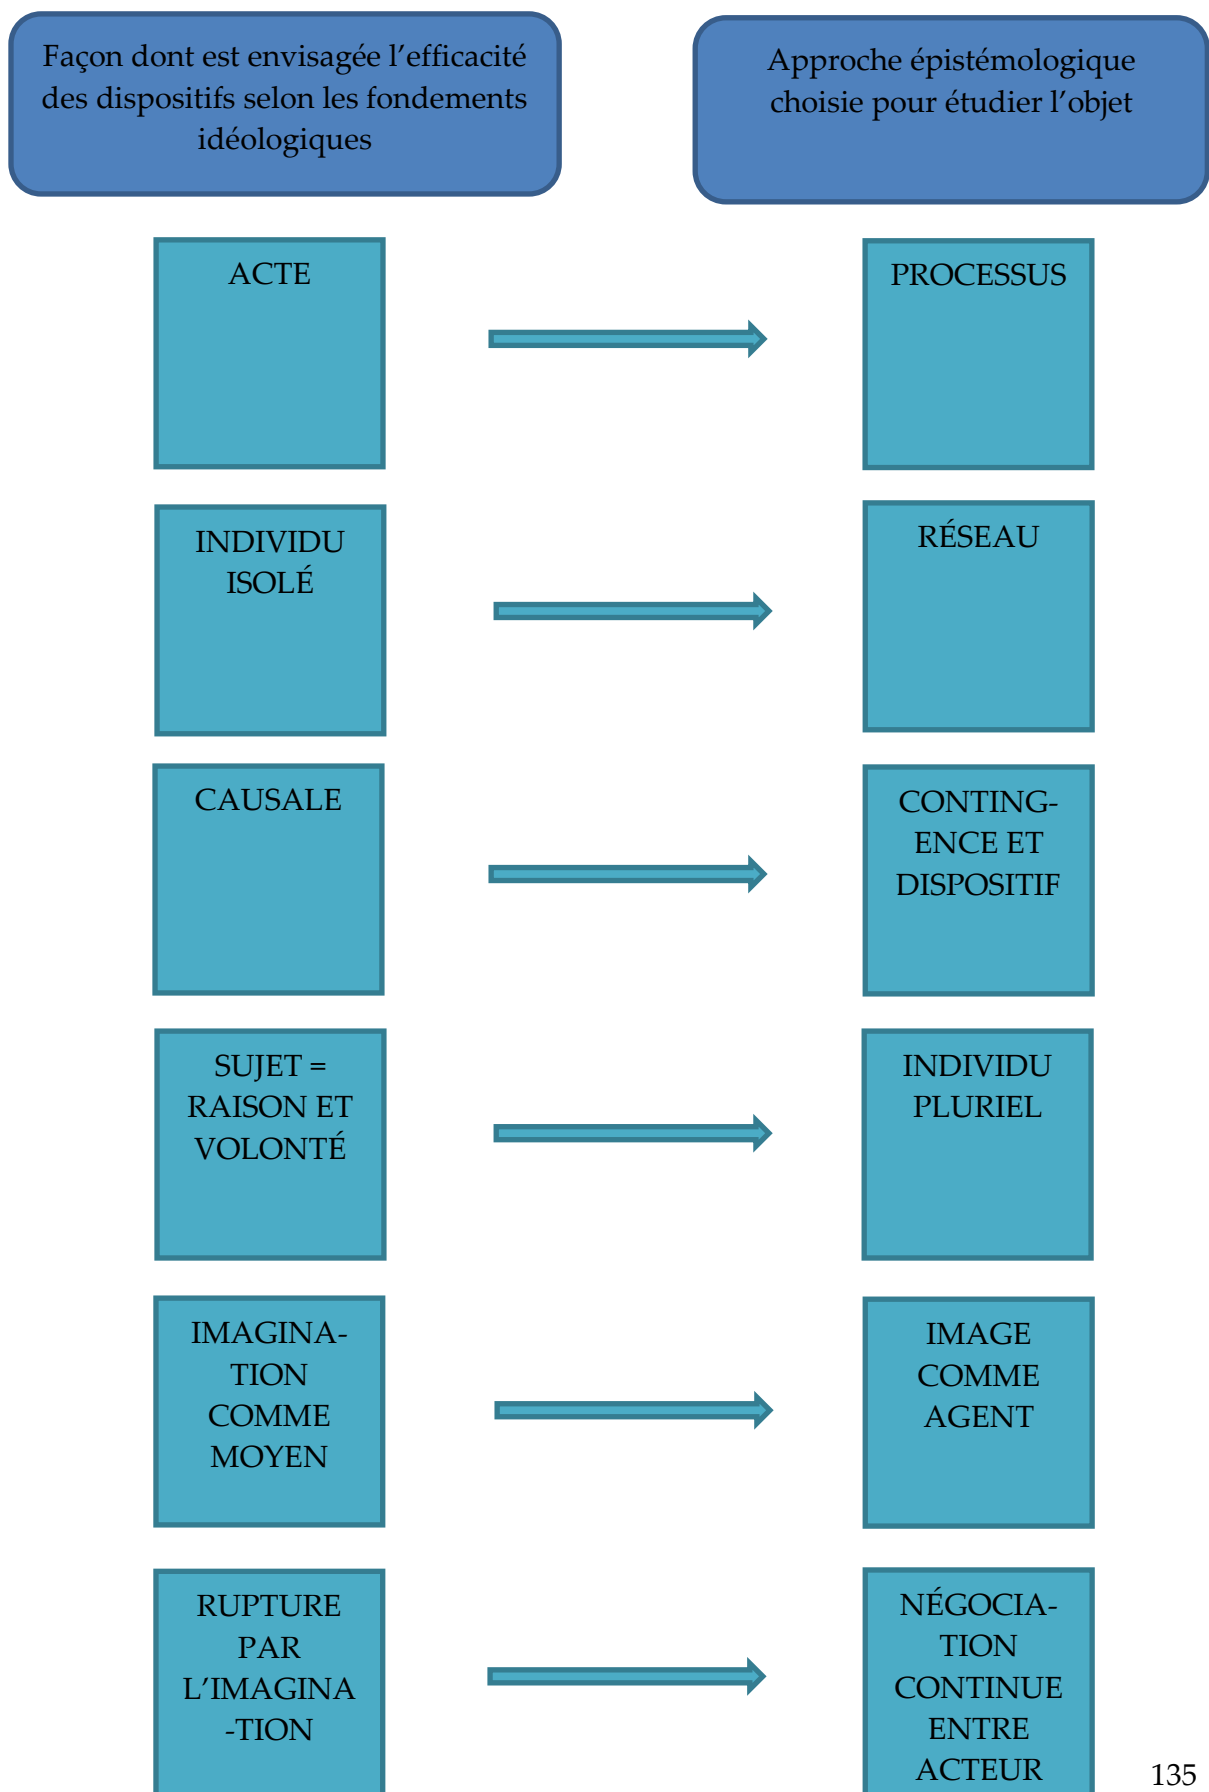 Façon dont est envisagée l’efficacité
des dispositifs selon les fondements
idéologiques
Approche épistémologique
choisie pour étudier l’objet
ACTE
PROCESSUS
INDIVIDU
ISOLÉ
RÉSEAU
CAUSALE
CONTING-
ENCE ET
DISPOSITIF
SUJET =
RAISON ET
VOLONTÉ
INDIVIDU
PLURIEL
IMAGINA-
TION
COMME
MOYEN
IMAGE
COMME
AGENT
RUPTURE
PAR
L’IMAGINA
-TION
NÉGOCIA-
TION
CONTINUE
ENTRE
ACTEUR
135